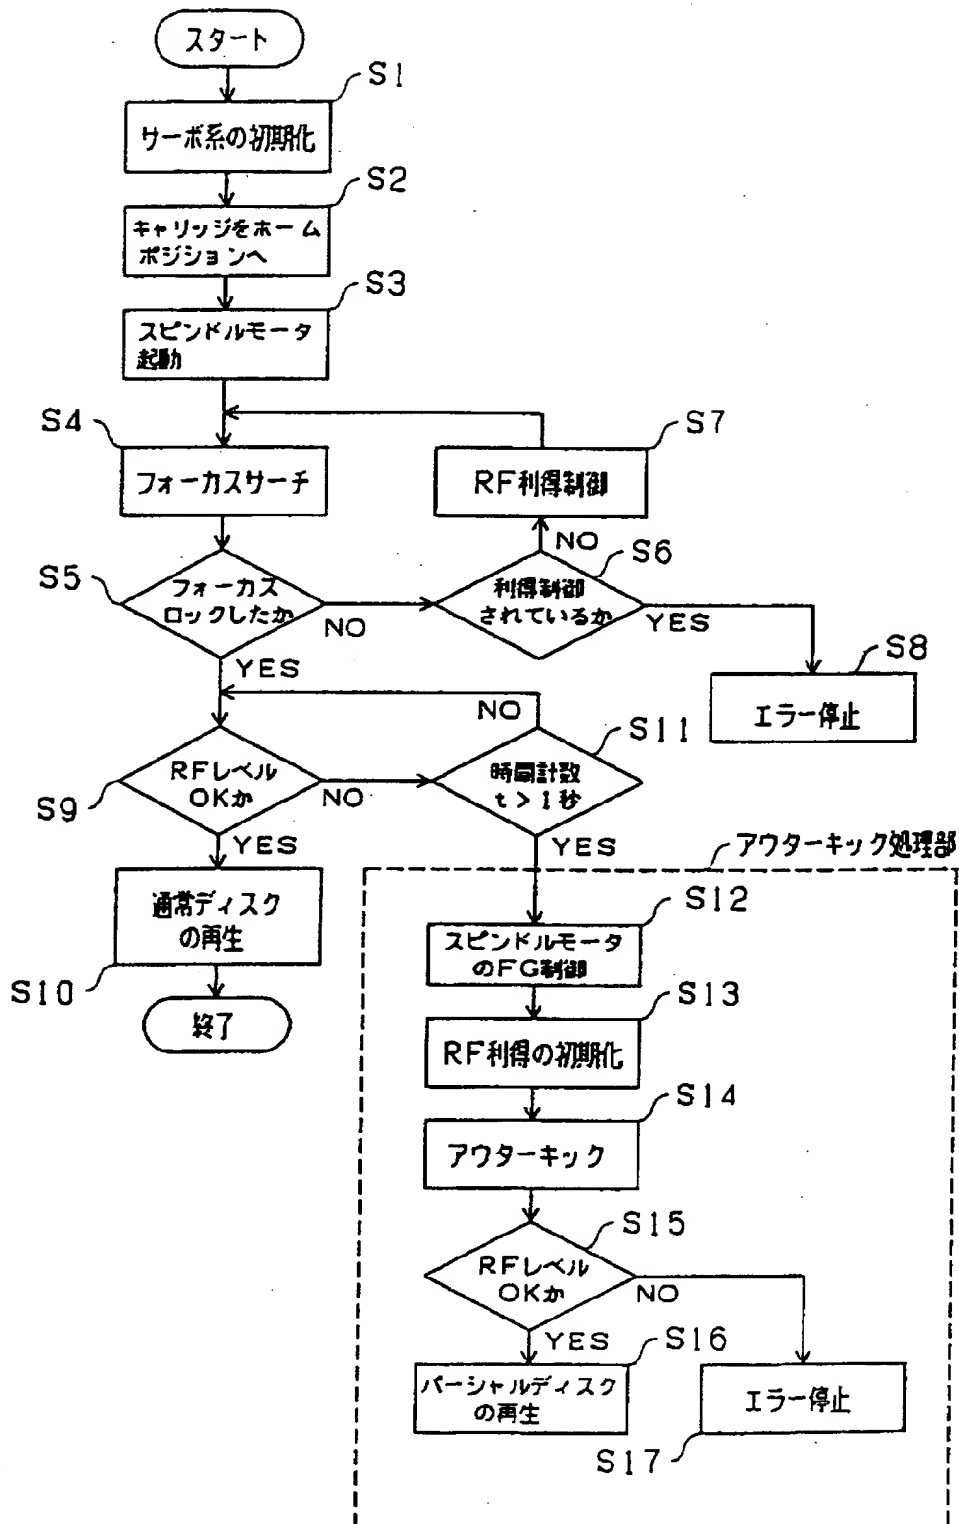 スタート
S1
サーボ系の初期化
S2
キャリッジをホーム
ポジションへ
S3
スピンドルモータ
起動
S4
フォーカスサーチ
S7
RF利得制御
S5
フォーカス
ロックしたか
NO
YES
S6
利得制御
されているか
NO
YES
S8
エラー停止
S9
RFレベル
OKか
NO
YES
S11
時間計数
t>1秒
NO
YES
S10
通常ディスク
の再生
終了
アウターキック処理部
S12
スピンドルモータ
のFG制御
S13
RF利得の初期化
S14
アウターキック
S15
RFレベル
OKか
NO
YES
S16
パーシャルディスク
の再生
S17
エラー停止